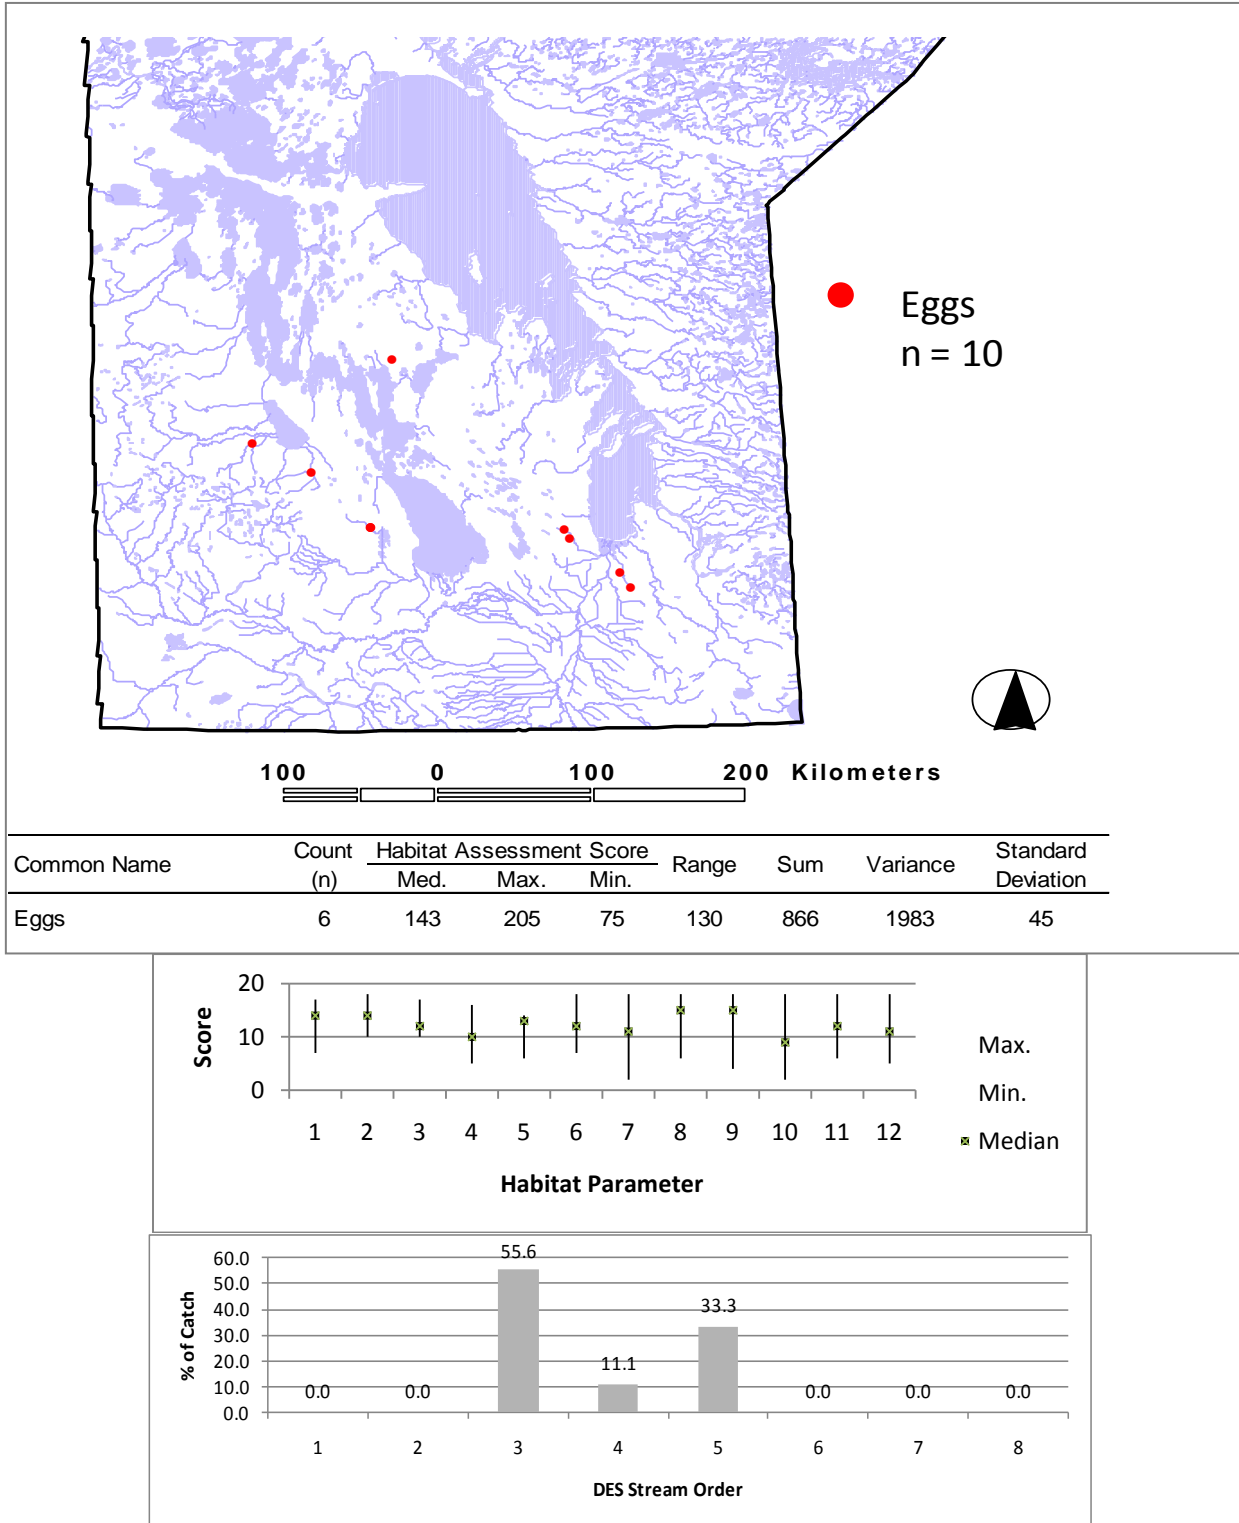 Eggs
n = 10
100 0 100 200 Kilometers
Common Name Count (n) Habitat Assessment Score Range Sum Variance Standard Deviation
Med. Max. Min.
Eggs 6 143 205 75 130 866 1983 45
20
10
0
Score
1 2 3 4 5 6 7 8 9 10 11 12
Habitat Parameter
Max.
Min.
Median
60.0
50.0
40.0
30.0
20.0
10.0
0.0
% of Catch
0.0 0.0 55.6 11.1 33.3 0.0 0.0 0.0
1 2 3 4 5 6 7 8
DES Stream Order